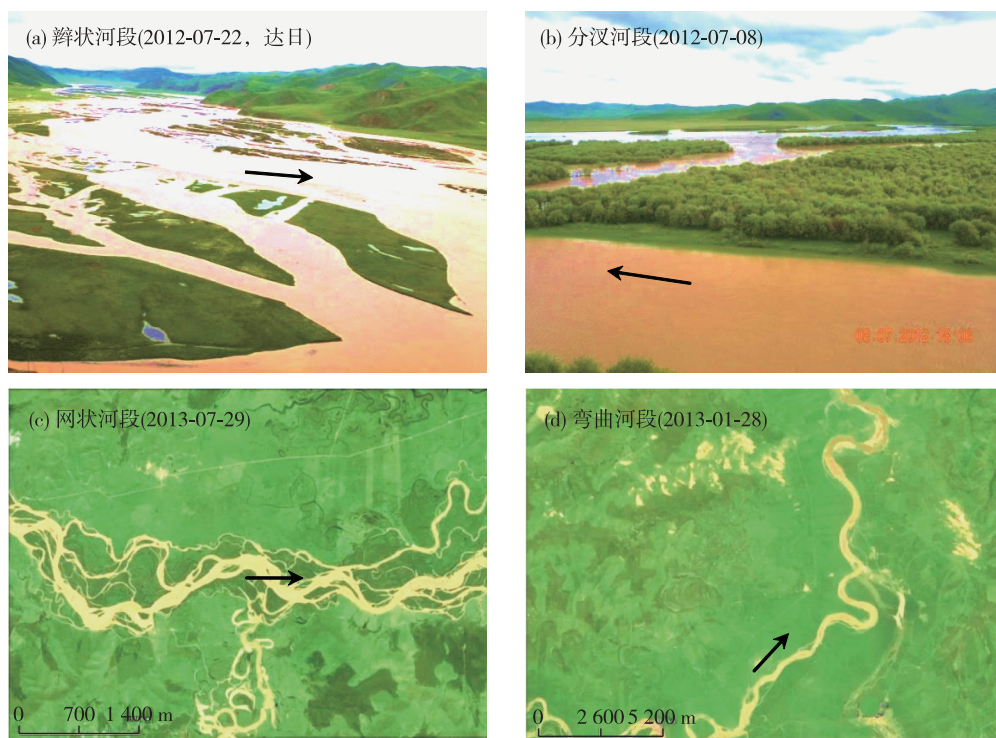 (a) 辫状河段(2012-07-22，达日)
(b) 分汊河段(2012-07-08)
(c) 网状河段(2013-07-29)
0 700 1 400 m
(d) 弯曲河段(2013-01-28)
0 2 600 5 200 m